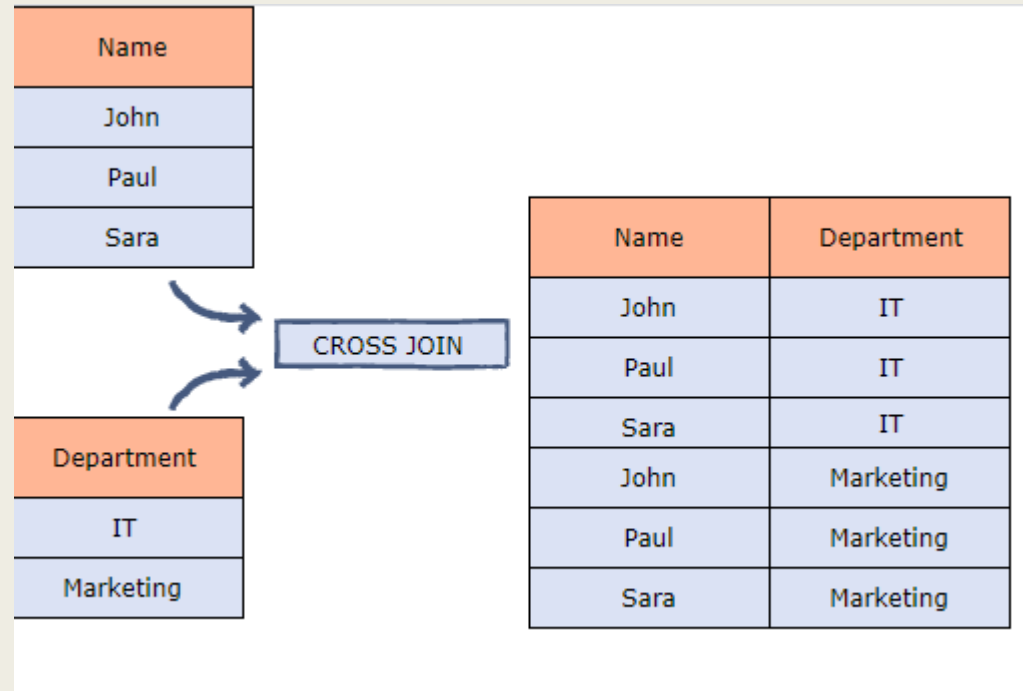 Name
John
Paul
Sara
CROSS JOIN
Department
IT
Marketing
Name Department
John IT
Paul IT
Sara IT
John Marketing
Paul Marketing
Sara Marketing